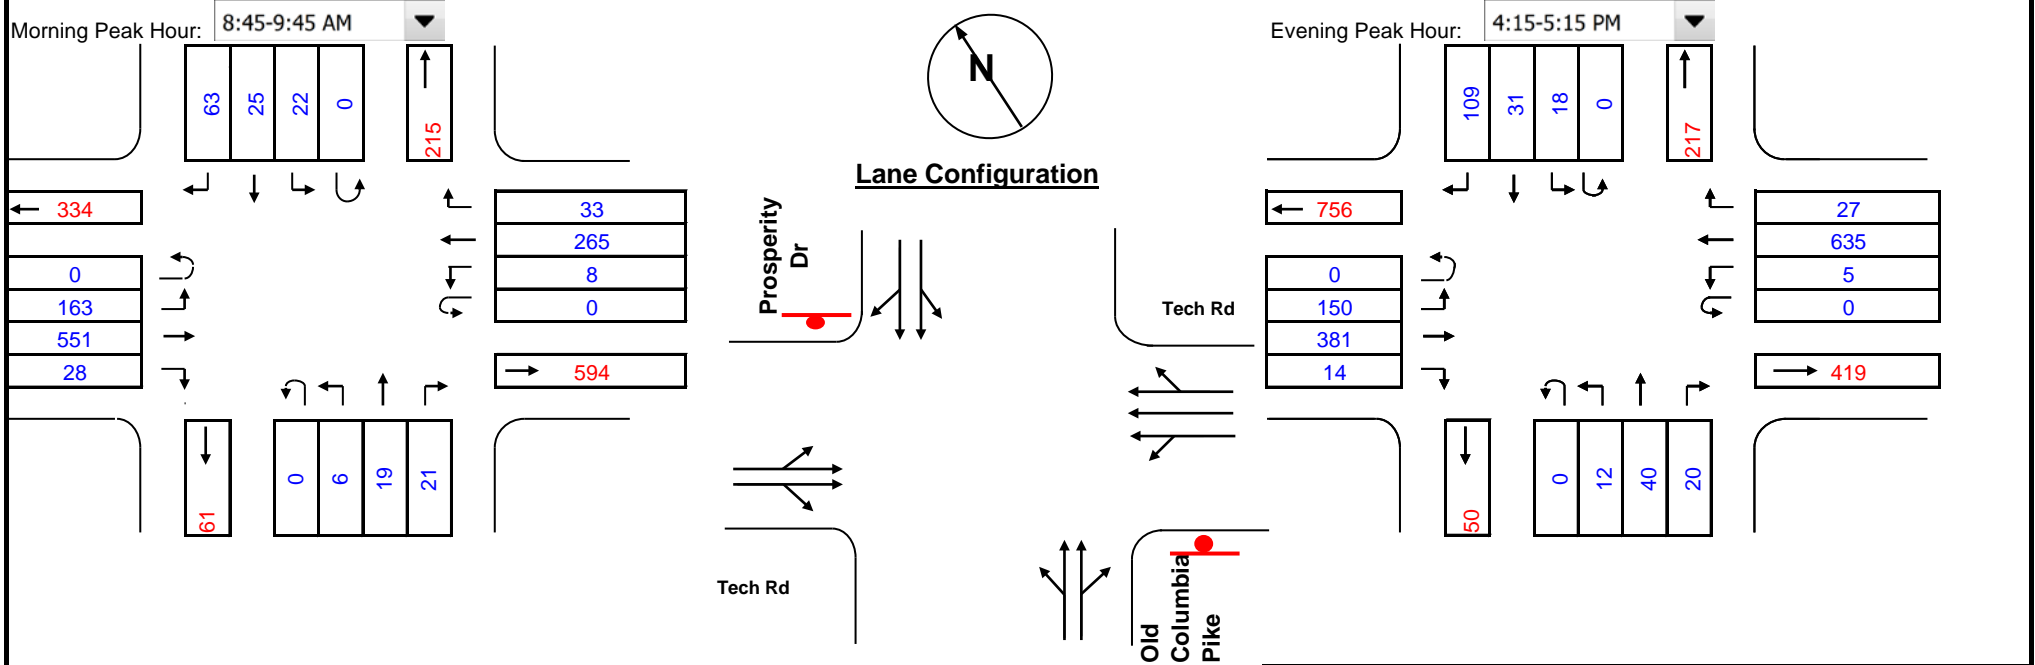 Morning Peak Hour: 8:45-9:45 AM
63 25 22 0
215
334
33
265
8
0
0
163
551
28
594
61
0 6 19 21
N
Lane Configuration
Prosperity
Dr
Tech Rd
Tech Rd
Old
Columbia
Pike
Evening Peak Hour: 4:15-5:15 PM
109 31 18 0
217
756
27
635
5
0
0
150
381
14
419
50
0 12 40 20